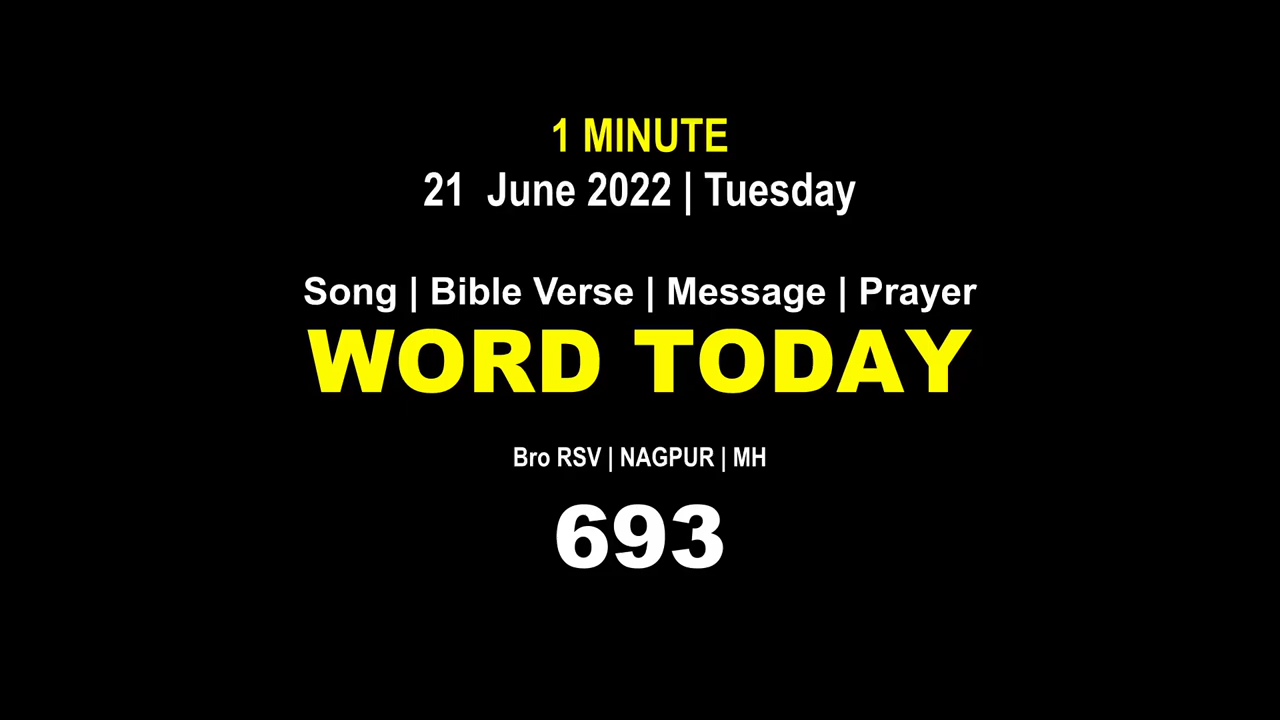 1 MINUTE
21  June 2022 | Tuesday
Song | Bible Verse | Message | Prayer
WORD TODAY
Bro RSV | NAGPUR | MH
693